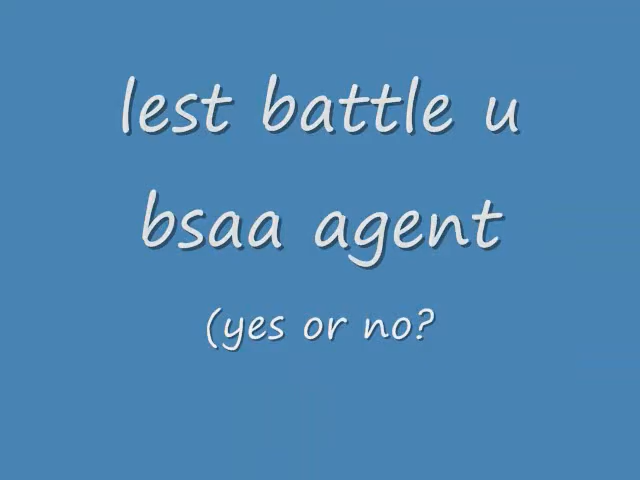 lest battle u
bsaa agent
(yes or no?